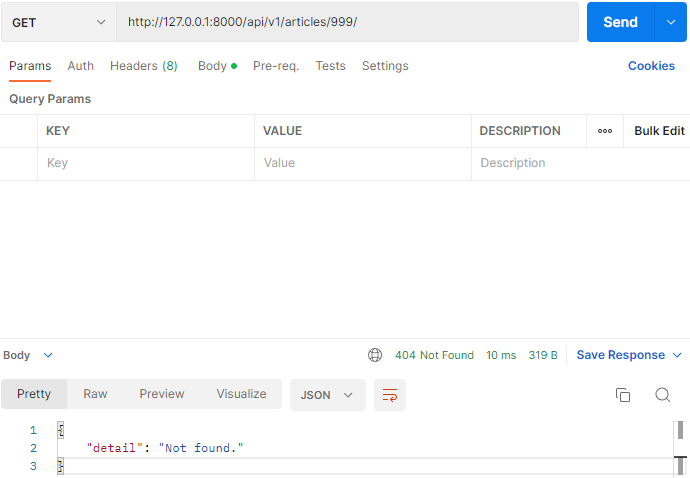 GET http://127.0.0.1:8000/api/v1/articles/999/ Send
Params Auth Headers (8) Body Pre-req. Tests Settings Cookies
Query Params
KEY VALUE DESCRIPTION Bulk Edit
Key Value Description
Body 404 Not Found 10 ms 319 B Save Response
Pretty Raw Preview Visualize JSON
1 {
2 "detail": "Not found."
3 }